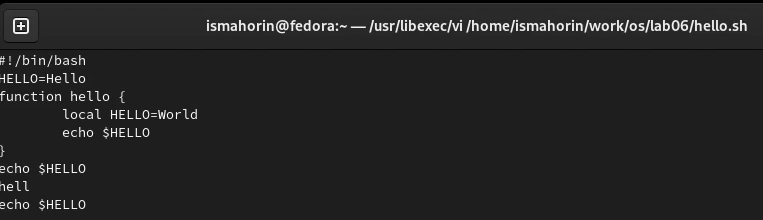 ismahorin@fedora:~ — /usr/libexec/vi /home/ismahorin/work/os/lab06/hello.sh
#!/bin/bash
HELLO=Hello
function hello {
        local HELLO=World
        echo $HELLO
}
echo $HELLO
hell
echo $HELLO